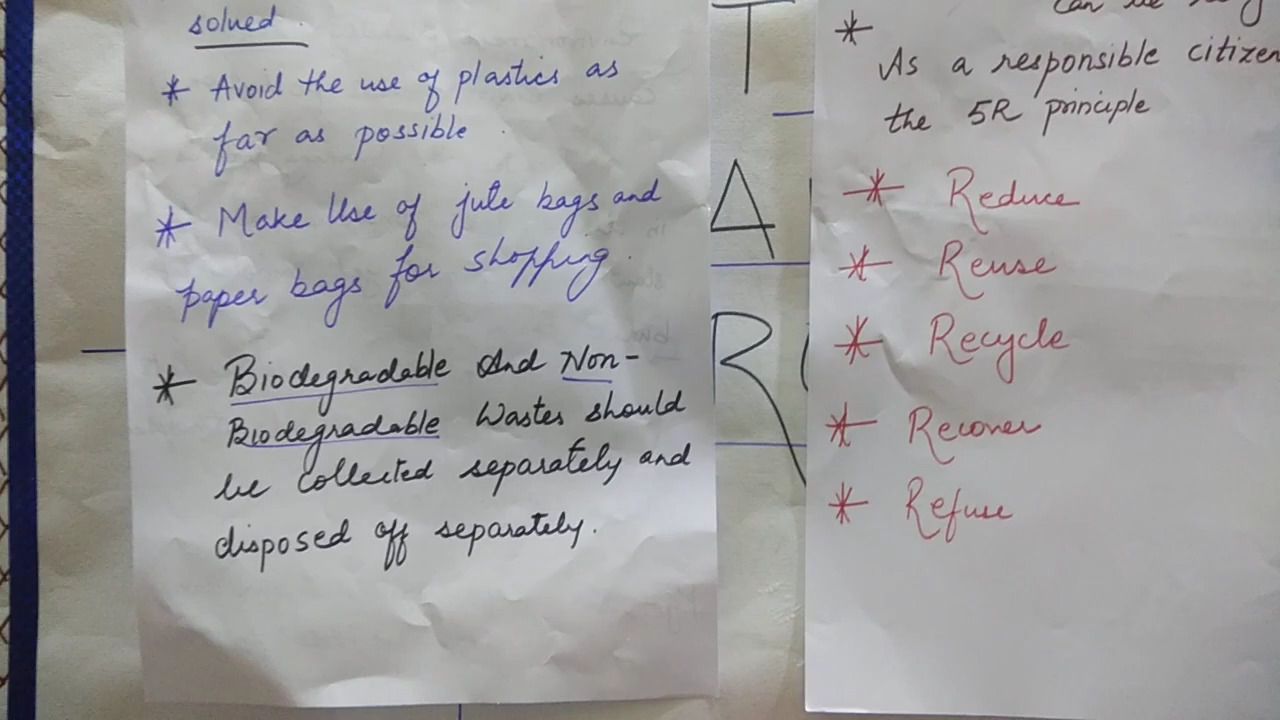 solved
* Avoid the use of plastics as
far as possible
* Make Use of jute bags and
paper bags for shopping.
* Biodegradable and Non-
Biodegradable Wastes should
be collected separately and
disposed off separately.
T
A
R
can we
*
As a responsible citizen
the 5R principle
* Reduce
* Reuse
* Recycle
* Recover
* Refuse